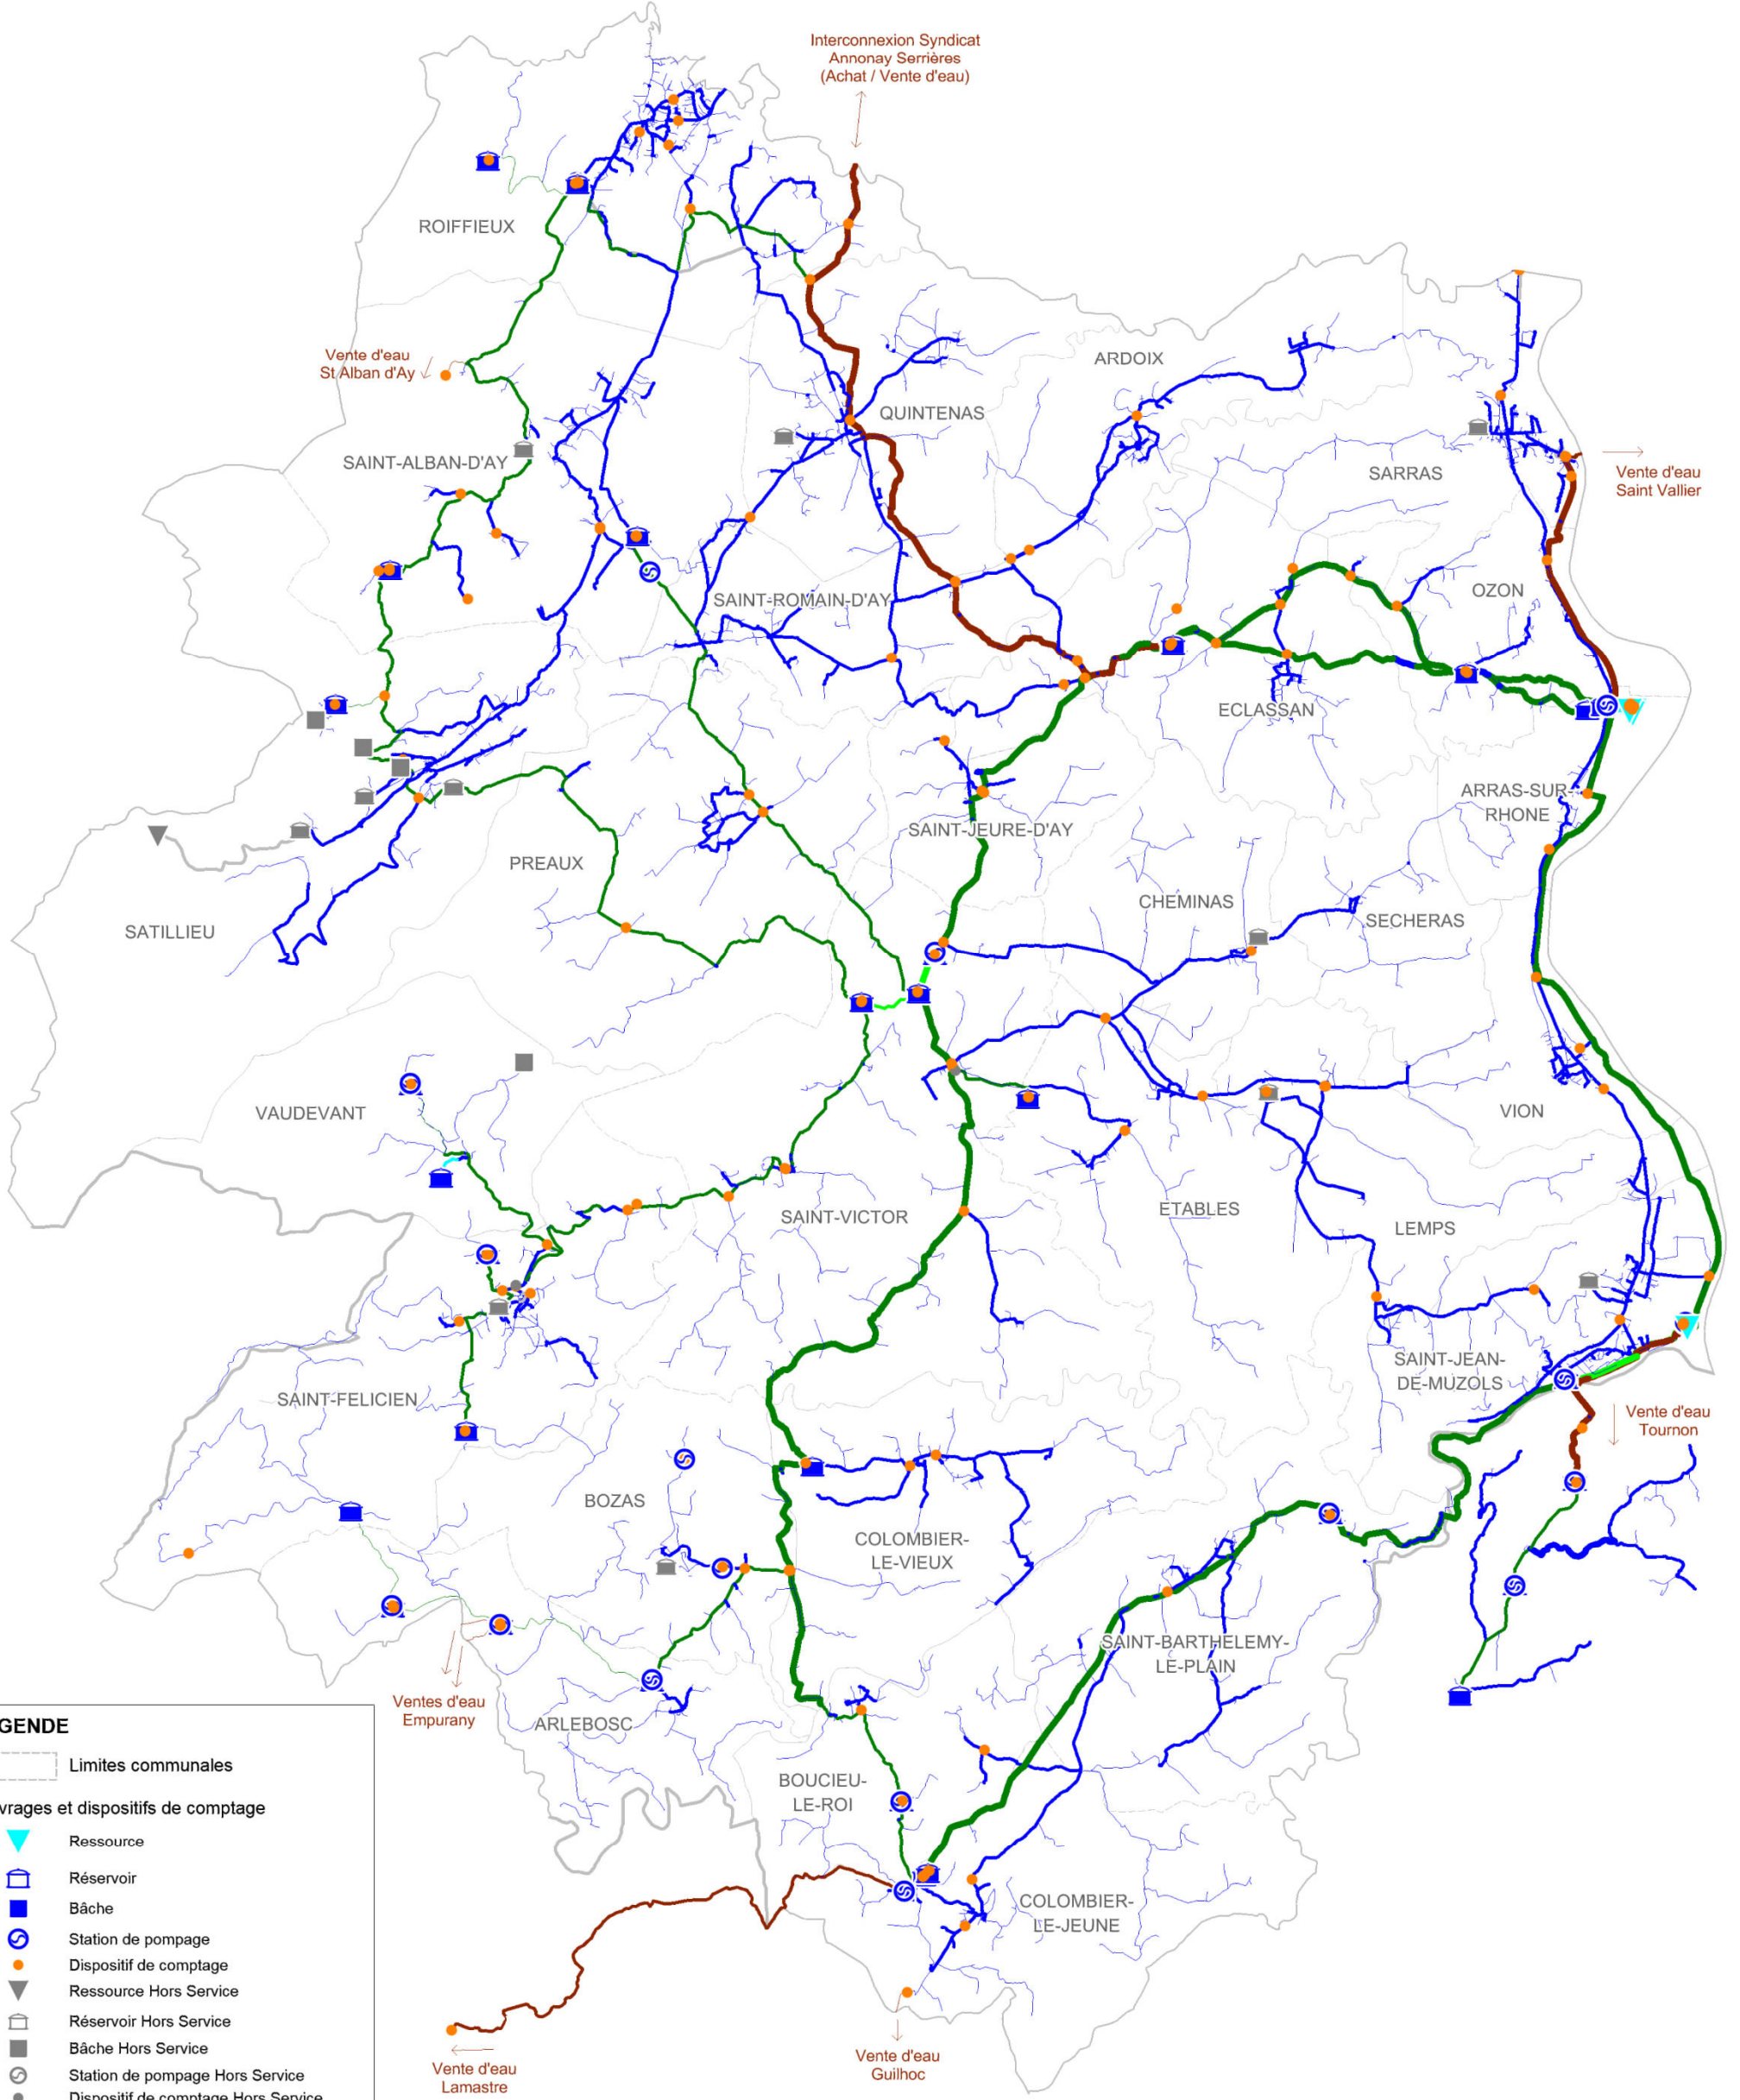 Interconnexion Syndicat
Annonay Serrières
(Achat / Vente d'eau)
ROIFFIEUX
Vente d'eau
St Alban d'Ay
ARDOIX
QUINTENAS
SAINT-ALBAN-D'AY
SARRAS
Vente d'eau
Saint Vallier
OZON
SAINT-ROMAIN-D'AY
ECLASSAN
ARRAS-SUR-
RHONE
SAINT-JEURE-D'AY
PREAUX
CHEMINAS
SECHERAS
SATILLIEU
VAUDEVANT
VION
SAINT-VICTOR
ETABLES
LEMPS
SAINT-JEAN-
DE-MUZOLS
SAINT-FELICIEN
Vente d'eau
Tournon
BOZAS
COLOMBIER-
LE-VIEUX
SAINT-BARTHELEMY-
LE-PLAIN
Ventes d'eau
Empurany
ARLEBOSC
BOUCIEU-
LE-ROI
COLOMBIER-
LE-JEUNE
Vente d'eau
Guilhoc
Vente d'eau
Lamastre
GENDE
Limites communales
vrages et dispositifs de comptage
Ressource
Réservoir
Bâche
Station de pompage
Dispositif de comptage
Ressource Hors Service
Réservoir Hors Service
Bâche Hors Service
Station de pompage Hors Service
Dispositif de comptage Hors Service